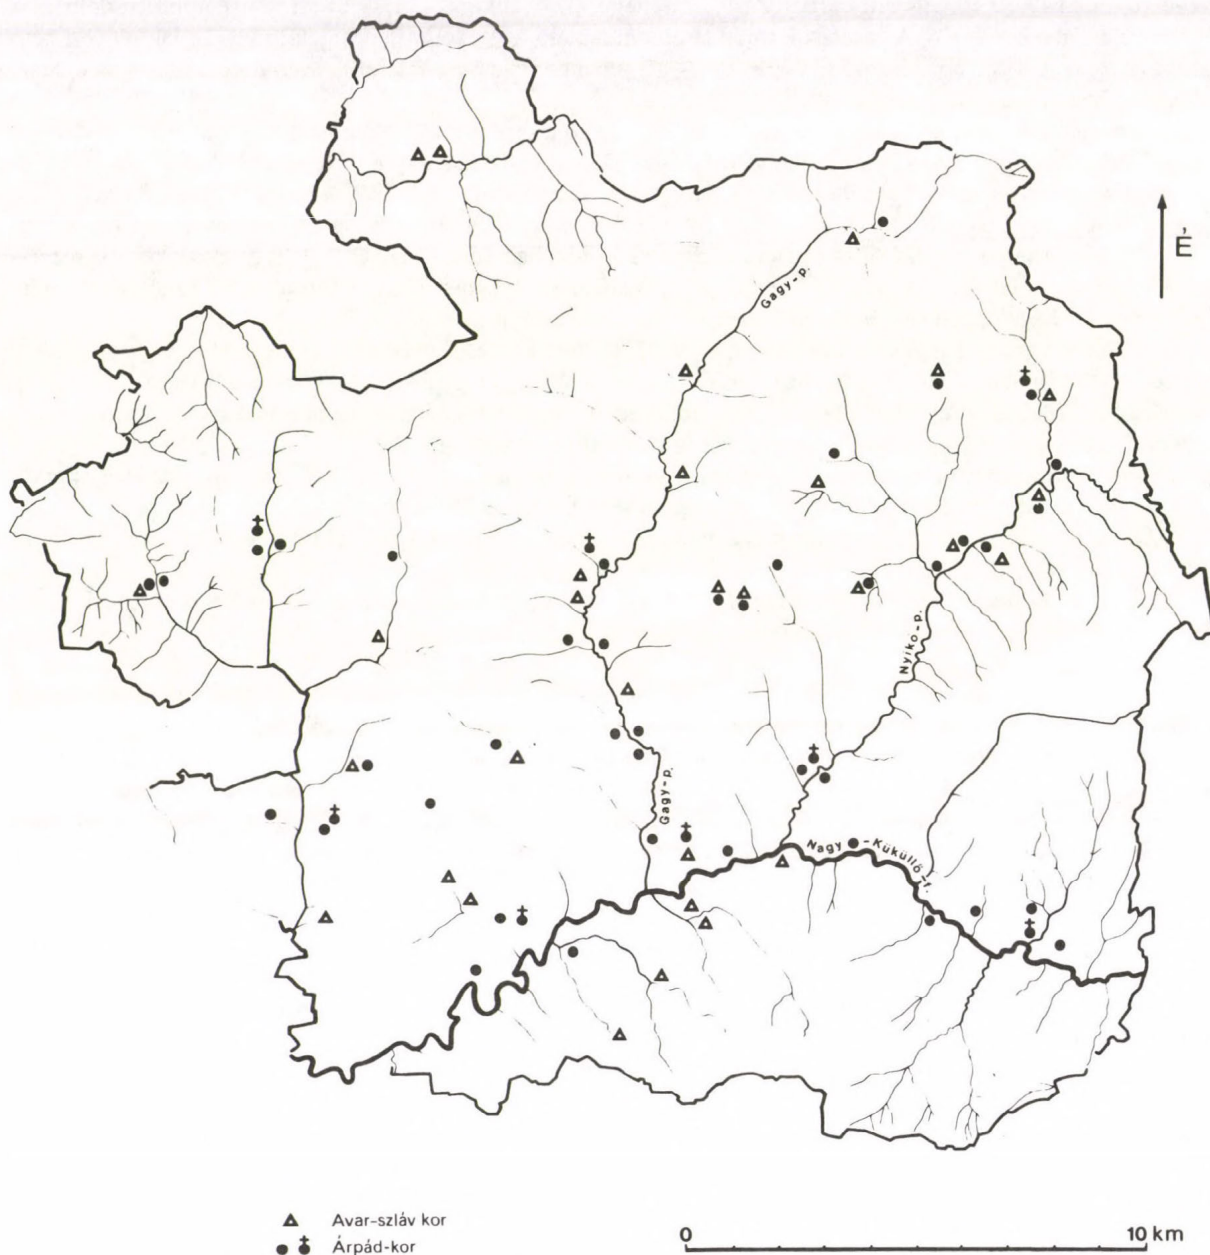 É
Gagy-p.
Nyikó-p.
Gagy-p.
Nagy-Küküllő-f.
Avar-szláv kor
Árpád-kor
0 10 km